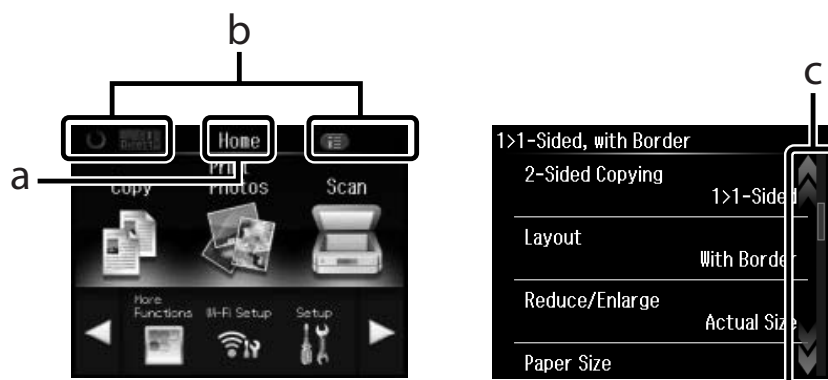 b
c
Home
a
Print
Copy
Photos
Scan
More
Functions
Wi-Fi Setup
Setup
1>1-Sided, with Border
2-Sided Copying
1>1-Side
Layout
With Border
Reduce/Enlarge
Actual Size
Paper Size